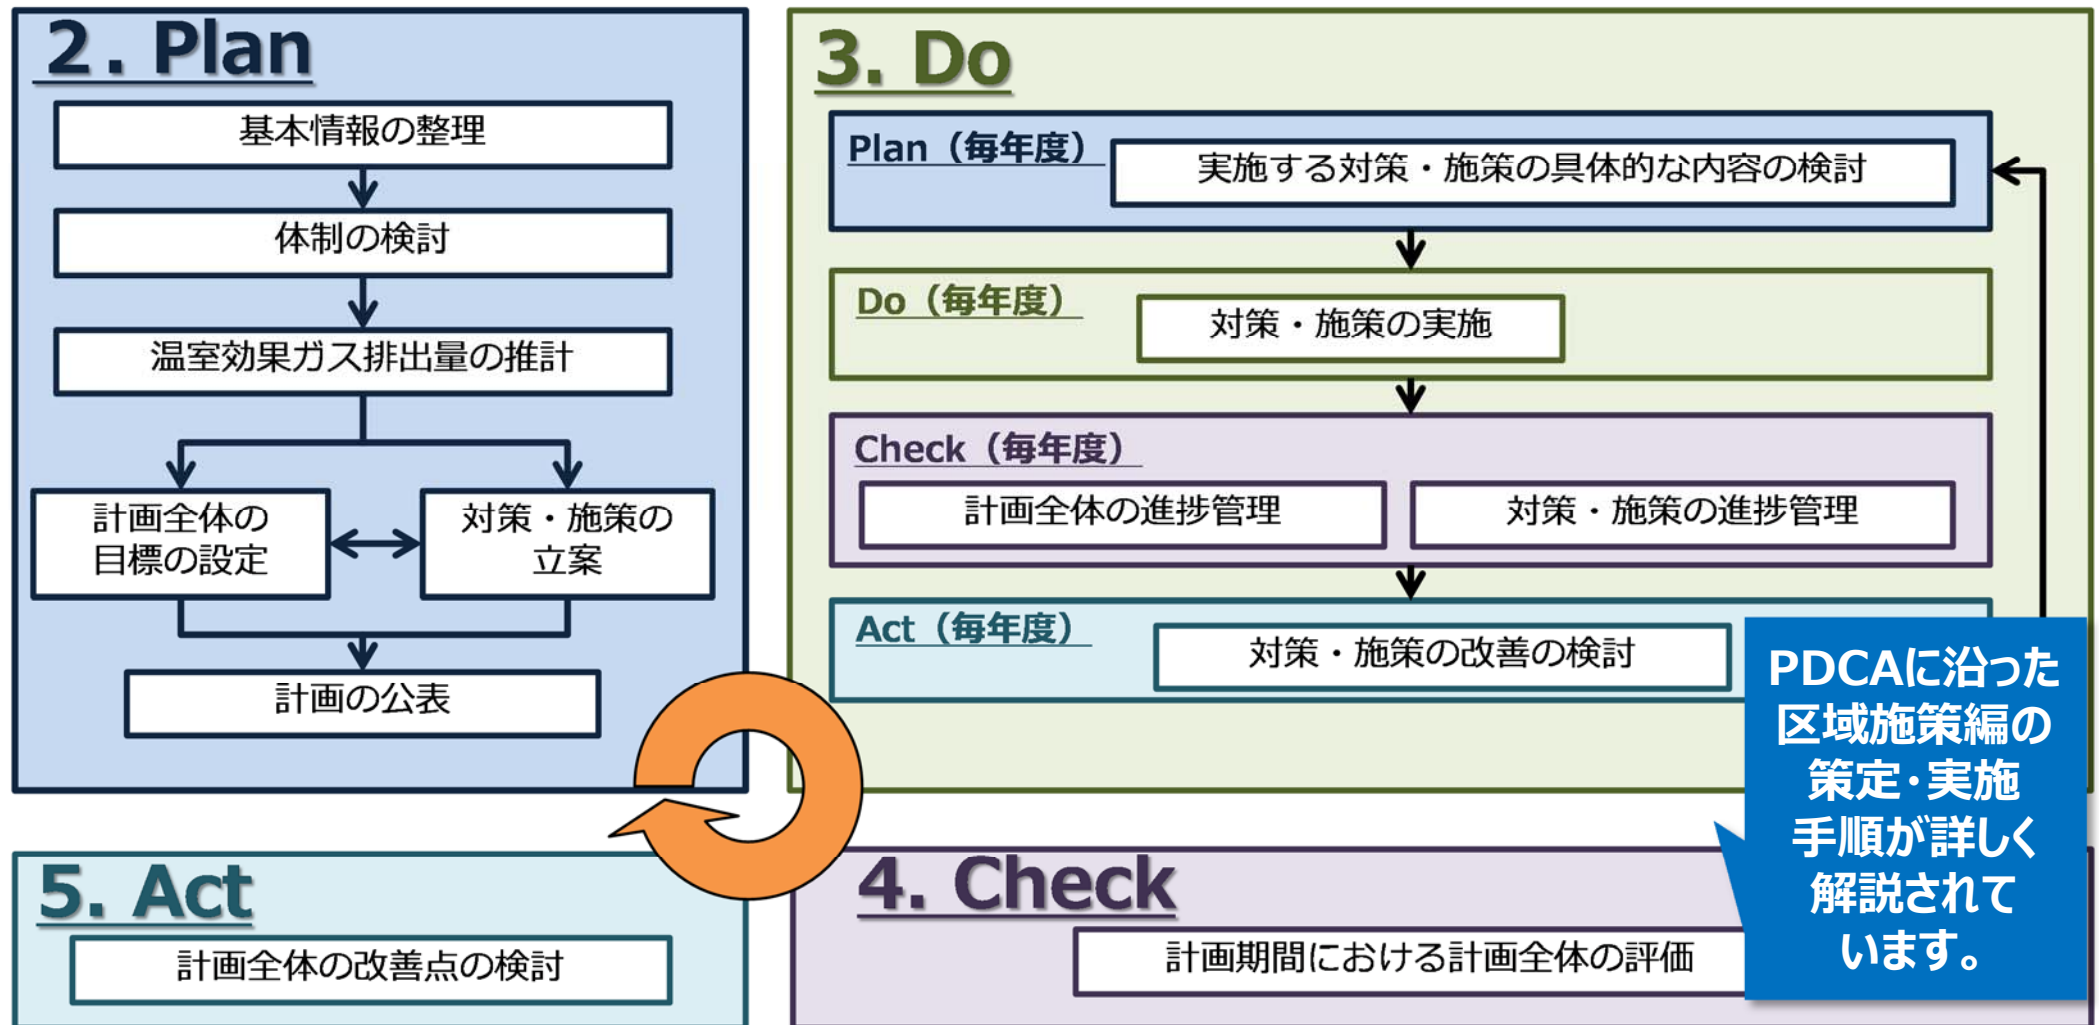 2. Plan
基本情報の整理
体制の検討
温室効果ガス排出量の推計
計画全体の
目標の設定
対策・施策の
立案
計画の公表
3. Do
Plan（毎年度）
実施する対策・施策の具体的な内容の検討
Do（毎年度）
対策・施策の実施
Check（毎年度）
計画全体の進捗管理
対策・施策の進捗管理
Act（毎年度）
対策・施策の改善の検討
PDCAに沿った
区域施策編の
策定・実施
手順が詳しく
解説されて
います。
4. Check
計画期間における計画全体の評価
5. Act
計画全体の改善点の検討